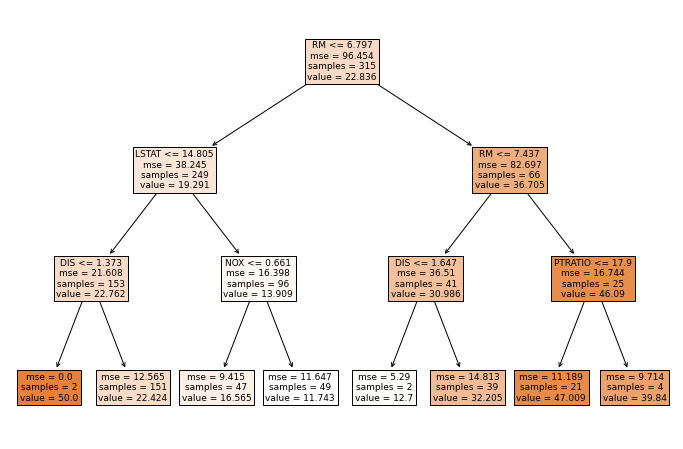 RM <= 6.797
mse = 96.454
samples = 315
value = 22.836
LSTAT <= 14.805
mse = 38.245
samples = 249
value = 19.291
RM <= 7.437
mse = 82.697
samples = 66
value = 36.705
DIS <= 1.373
mse = 21.608
samples = 153
value = 22.762
NOX <= 0.661
mse = 16.398
samples = 96
value = 13.909
DIS <= 1.647
mse = 36.51
samples = 41
value = 30.986
PTRATIO <= 17.9
mse = 16.744
samples = 25
value = 46.09
mse = 0.0
samples = 2
value = 50.0
mse = 12.565
samples = 151
value = 22.424
mse = 9.415
samples = 47
value = 16.565
mse = 11.647
samples = 49
value = 11.743
mse = 5.29
samples = 2
value = 12.7
mse = 14.813
samples = 39
value = 32.205
mse = 11.189
samples = 21
value = 47.009
mse = 9.714
samples = 4
value = 39.84